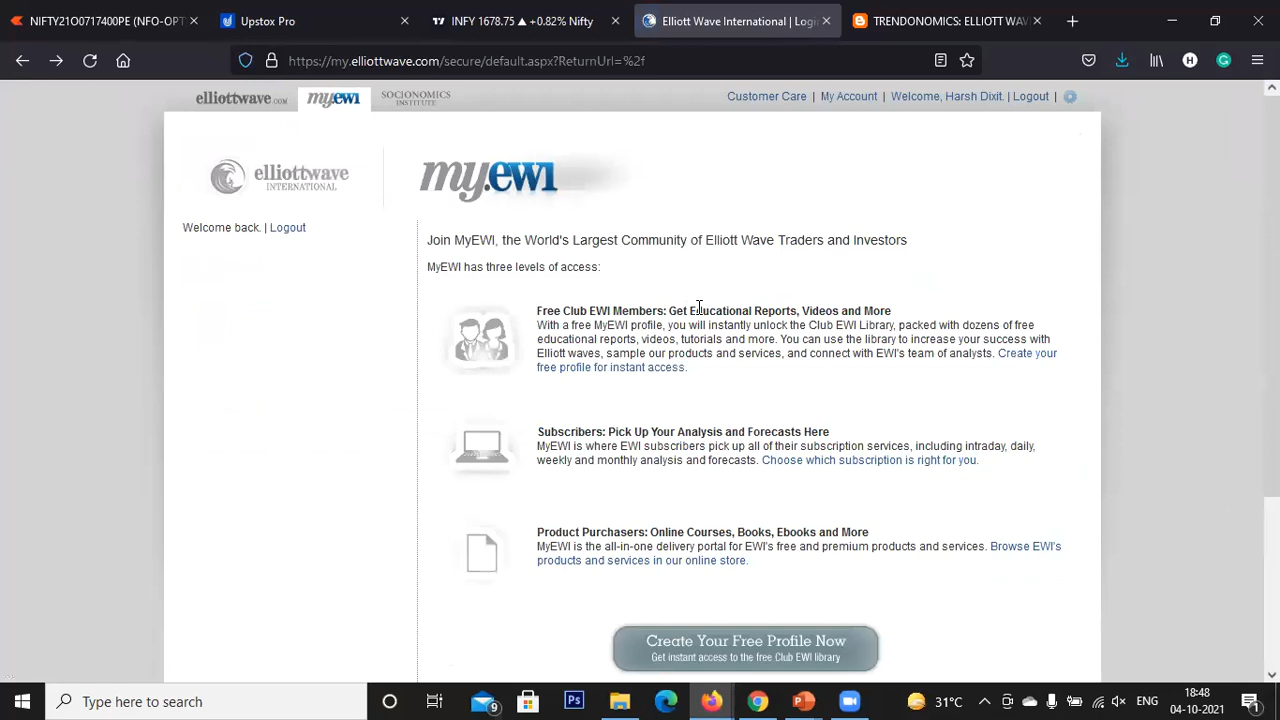 NIFTY21O0717400PE (NFO-OPT
Upstox Pro
INFY 1678.75 ▲ +0.82% Nifty
Elliott Wave International | Logi
TRENDONOMICS: ELLIOTT WAV
https://my.elliottwave.com/secure/default.aspx?ReturnUrl=%2f
elliottwave.com
my.ewi
SOCIONOMICS
INSTITUTE
Customer Care | My Account | Welcome, Harsh Dixit. | Logout |
elliottwave
INTERNATIONAL
my.ewi
Welcome back. | Logout
Join MyEWI, the World's Largest Community of Elliott Wave Traders and Investors
MyEWI has three levels of access:
Free Club EWI Members: Get Educational Reports, Videos and More
With a free MyEWI profile, you will instantly unlock the Club EWI Library, packed with dozens of free
educational reports, videos, tutorials and more. You can use the library to increase your success with
Elliott waves, sample our products and services, and connect with EWI's team of analysts. Create your
free profile for instant access.
Subscribers: Pick Up Your Analysis and Forecasts Here
MyEWI is where EWI subscribers pick up all of their subscription services, including intraday, daily,
weekly and monthly analysis and forecasts. Choose which subscription is right for you.
Product Purchasers: Online Courses, Books, Ebooks and More
MyEWI is the all-in-one delivery portal for EWI's free and premium products and services. Browse EWI's
products and services in our online store.
Create Your Free Profile Now
Get instant access to the free Club EWI library
Type here to search
9
31°C
ENG
18:48
04-10-2021
1